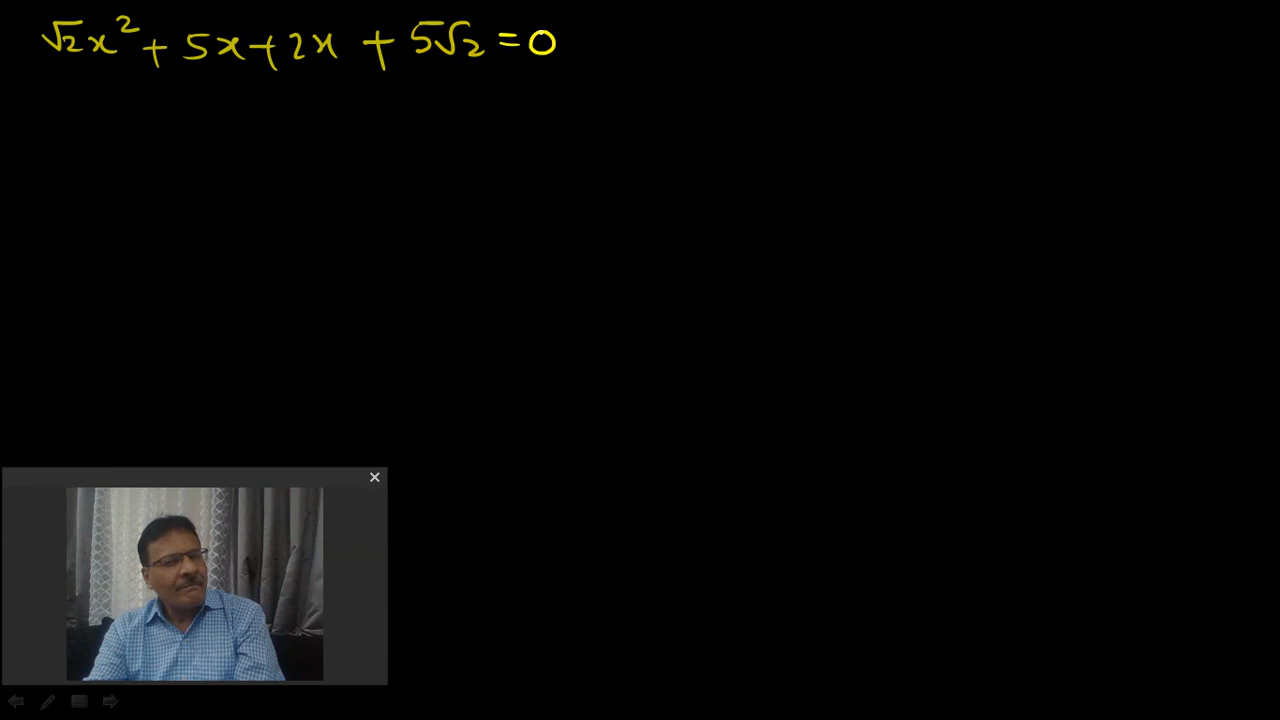 √2x² + 5x + 2x + 5√2 = 0